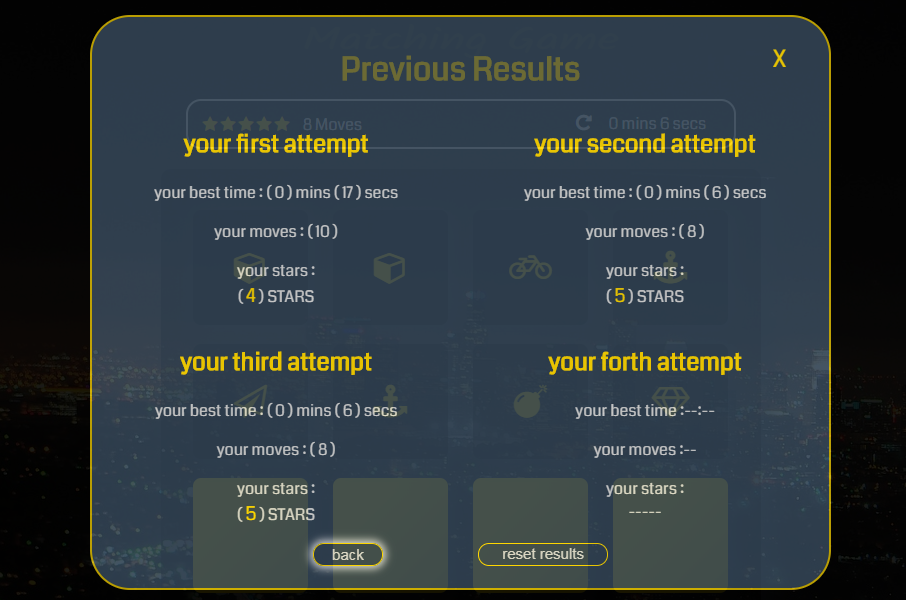 Matching Game
Previous Results
X
8 Moves
0 mins 6 secs
your first attempt
your best time : ( 0 ) mins ( 17 ) secs
your moves : ( 10 )
your stars :
( 4 ) STARS
your second attempt
your best time : ( 0 ) mins ( 6 ) secs
your moves : ( 8 )
your stars :
( 5 ) STARS
your third attempt
your best time : ( 0 ) mins ( 6 ) secs
your moves : ( 8 )
your stars :
( 5 ) STARS
your forth attempt
your best time :--:--
your moves :--
your stars :
-----
back
reset results